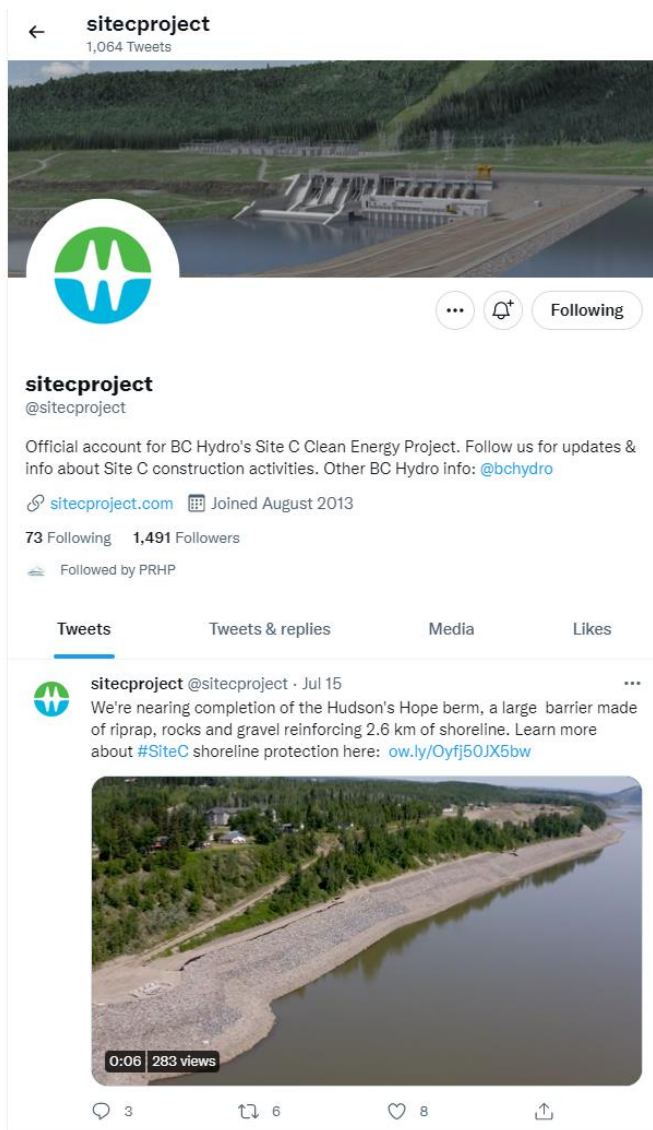 sitecproject
1,064 Tweets
Following
sitecproject
@sitecproject
Official account for BC Hydro's Site C Clean Energy Project. Follow us for updates &
info about Site C construction activities. Other BC Hydro info: @bchydro
sitecproject.com Joined August 2013
73 Following 1,491 Followers
Followed by PRHP
Tweets Tweets & replies Media Likes
sitecproject @sitecproject · Jul 15
We're nearing completion of the Hudson's Hope berm, a large barrier made
of riprap, rocks and gravel reinforcing 2.6 km of shoreline. Learn more
about #SiteC shoreline protection here: ow.ly/Oyfj50JX5bw
0:06 283 views
3 6 8